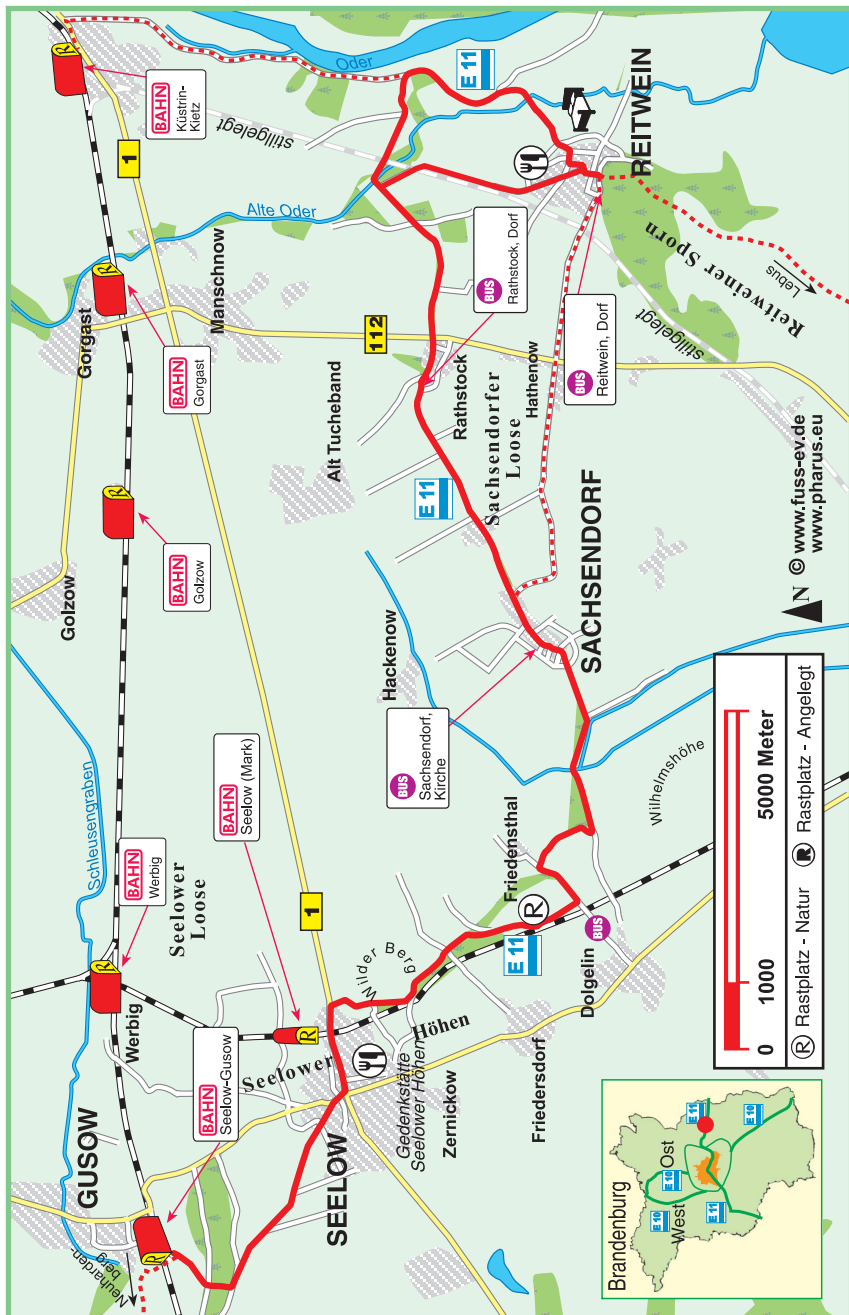 Neuhardenberg
GUSOW
BAHN
Seelow-Gusow
Werbig
BAHN
Werbig
Schleusengraben
Seelower
Loose
BAHN
Seelow (Mark)
Golzow
BAHN
Golzow
Gorgast
BAHN
Gorgast
BAHN
Küstrin-
Kietz
1
1
Oder
Alte Oder
Manschnow
stillgelegt
E 11
SEELOW
Seelower
Höhen
Gedenkstätte
Seelower Höhen
Zernickow
Wilder Berg
Friedersdorf
Dolgelin
BUS
E 11
R
Friedensthal
Hackenow
BUS
Sachsendorf,
Kirche
SACHSENDORF
Wilhelmshöhe
Alt Tucheband
E 11
112
Rathstock
Sachsendorfer
Loose
Hathenow
BUS
Rathstock, Dorf
BUS
Reitwein, Dorf
REITWEIN
Reitweiner Sporn
Lebus
stillgelegt
Brandenburg
West
Ost
E 10
E 10
E 11
E 11
E 10
0
1000
5000 Meter
R Rastplatz - Natur
R Rastplatz - Angelegt
N
© www.fuss-ev.de
www.pharus.eu
R
R
R
R
R
R